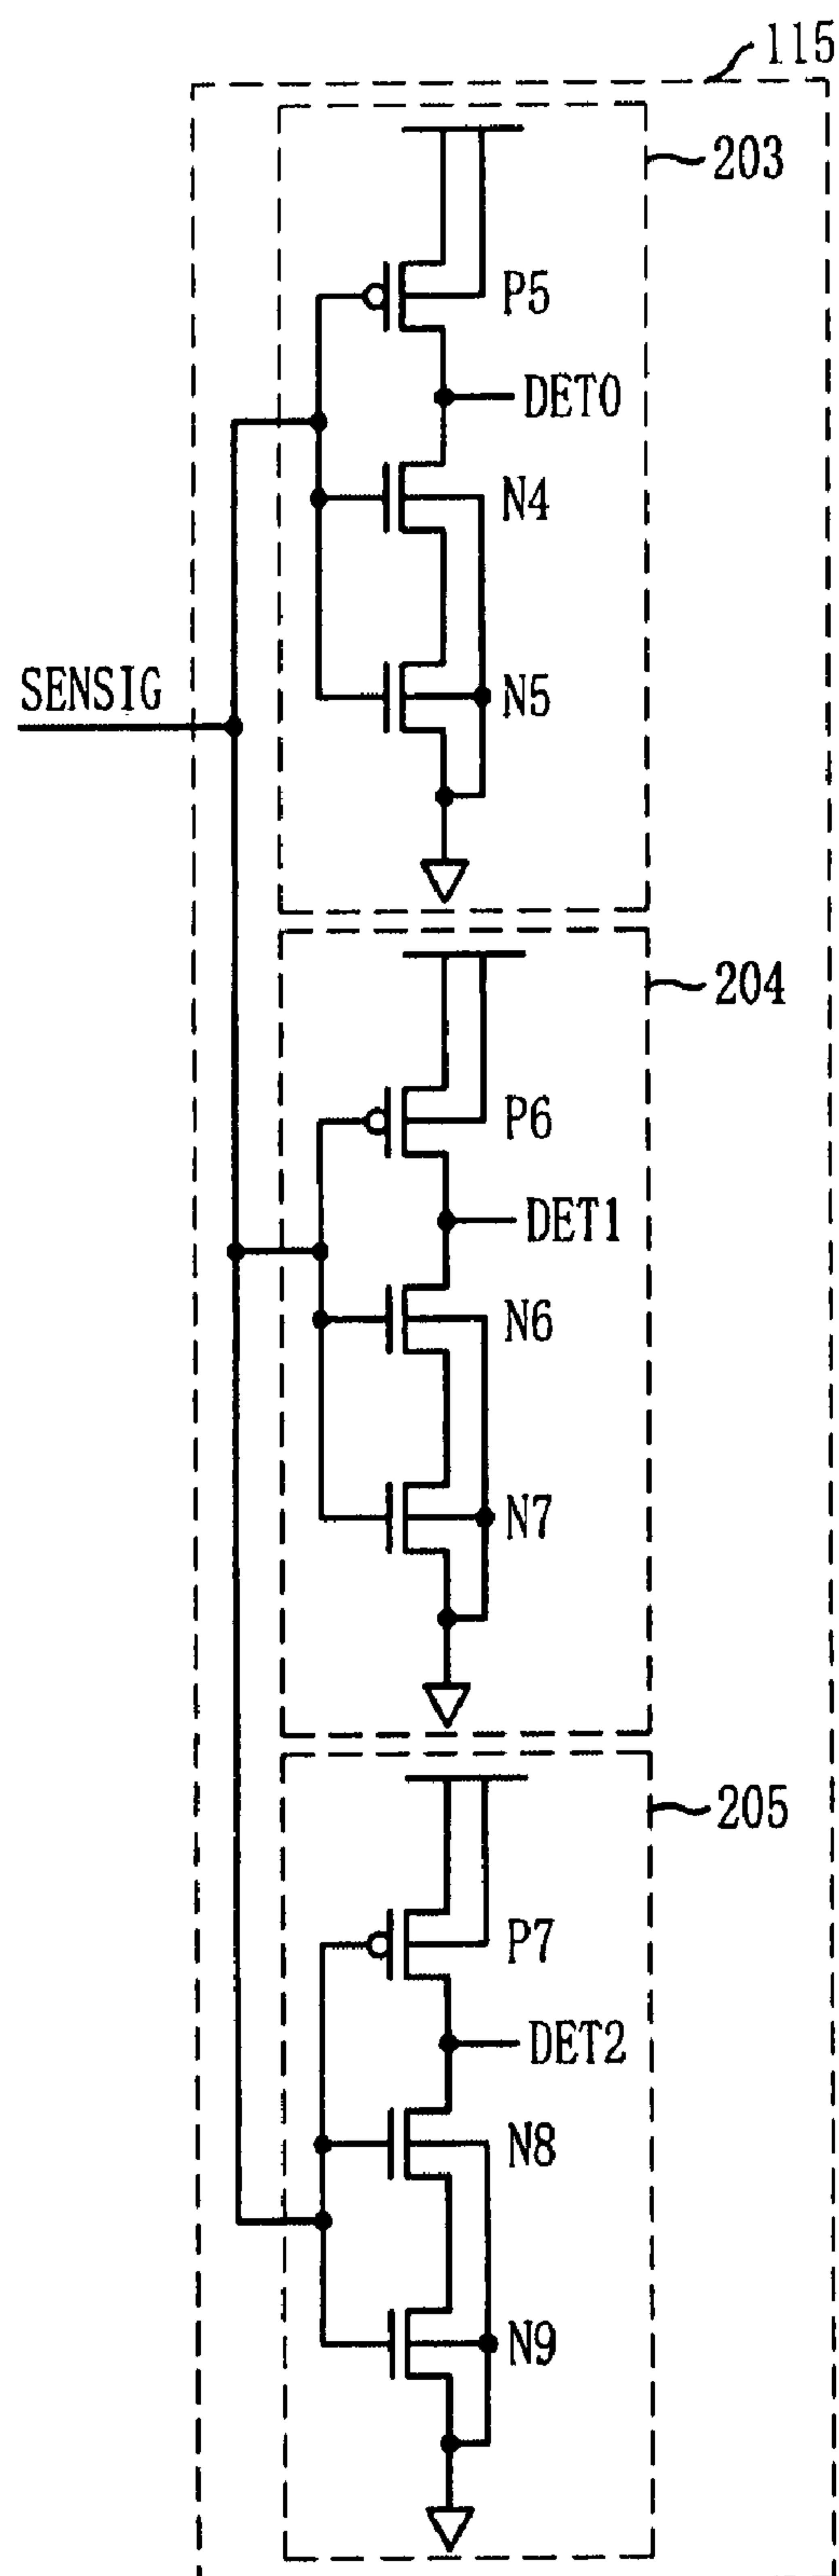 115
203
P5
DET0
N4
SENSIG
N5
204
P6
DET1
N6
N7
205
P7
DET2
N8
N9